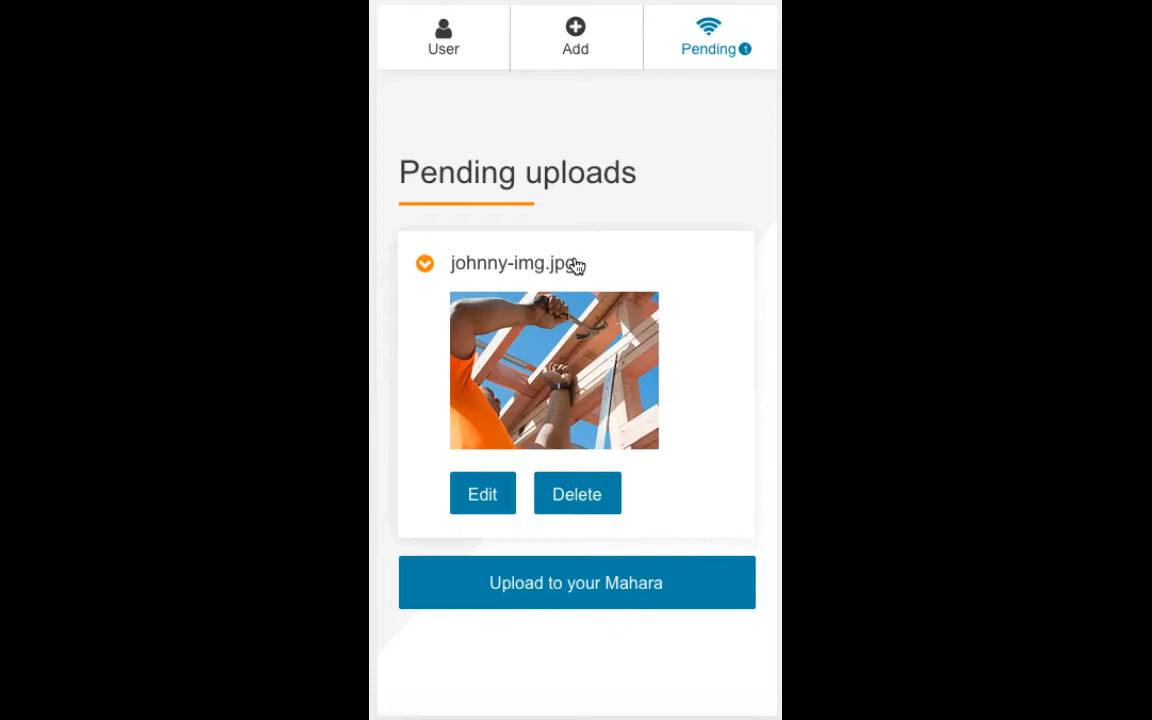 User
Add
Pending 1
Pending uploads
johnny-img.jpg
Edit
Delete
Upload to your Mahara